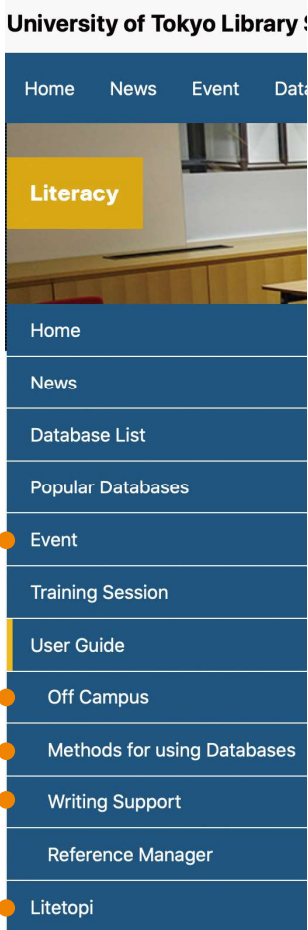 University of Tokyo Library
Home News Event
Literacy
Home
News
Database List
Popular Databases
Event
Training Session
User Guide
Off Campus
Methods for using Databases
Writing Support
Reference Manager
Litetopi